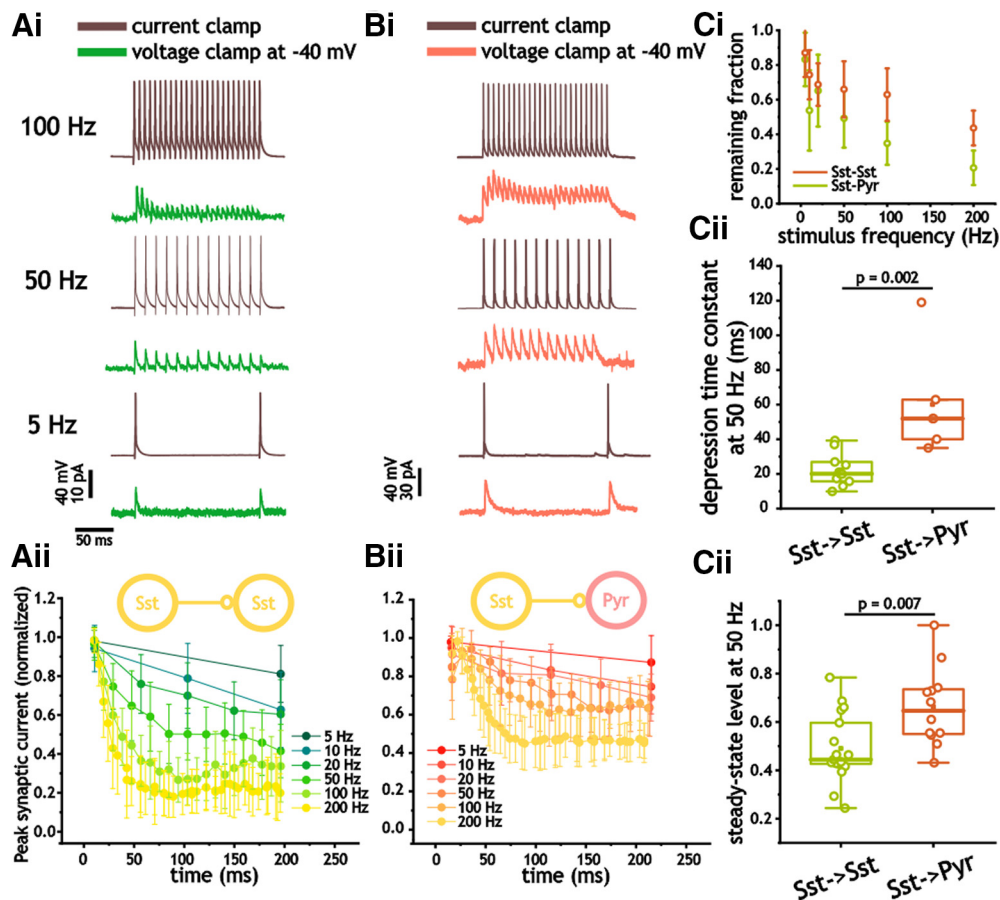 Ai
current clamp
voltage clamp at -40 mV
100 Hz
50 Hz
5 Hz
40 mV
10 pA
50 ms
Bi
current clamp
voltage clamp at -40 mV
40 mV
30 pA
Ci
remaining fraction
1.0
0.8
0.6
0.4
0.2
0.0
Sst-Sst
Sst-Pyr
0 50 100 150 200
stimulus frequency (Hz)
Cii
depression time constant
at 50 Hz (ms)
140
120
100
80
60
40
20
0
p = 0.002
Sst->Sst
Sst->Pyr
Aii
Sst
Sst
Peak synaptic current (normalized)
1.2
1.0
0.8
0.6
0.4
0.2
0.0
5 Hz
10 Hz
20 Hz
50 Hz
100 Hz
200 Hz
0 50 100 150 200 250
time (ms)
Bii
Sst
Pyr
1.2
1.0
0.8
0.6
0.4
0.2
0.0
5 Hz
10 Hz
20 Hz
50 Hz
100 Hz
200 Hz
0 50 100 150 200 250
time (ms)
Cii
steady-state level at 50 Hz
1.0
0.8
0.6
0.4
0.2
p = 0.007
Sst->Sst
Sst->Pyr